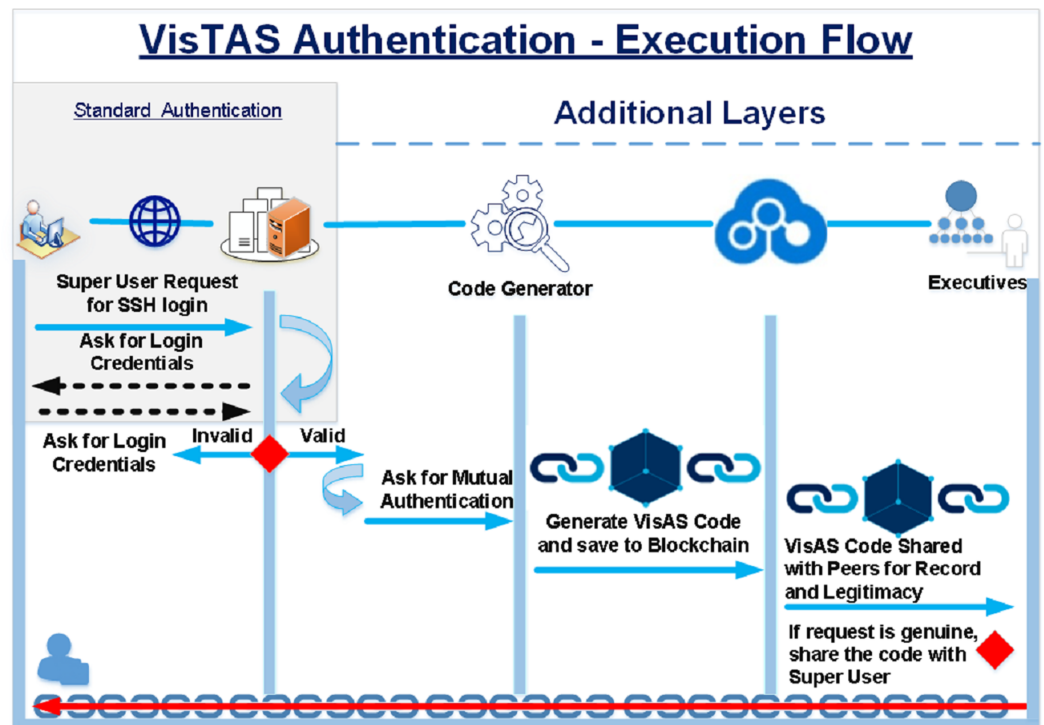 VisTAS Authentication - Execution Flow
Standard Authentication
Additional Layers
Code Generator
Executives
Super User Request
for SSH login
Ask for Login
Credentials
Invalid
Valid
Ask for Login
Credentials
Ask for Mutual
Authentication
Generate VisAS Code
and save to Blockchain
VisAS Code Shared
with Peers for Record
and Legitimacy
If request is genuine,
share the code with
Super User